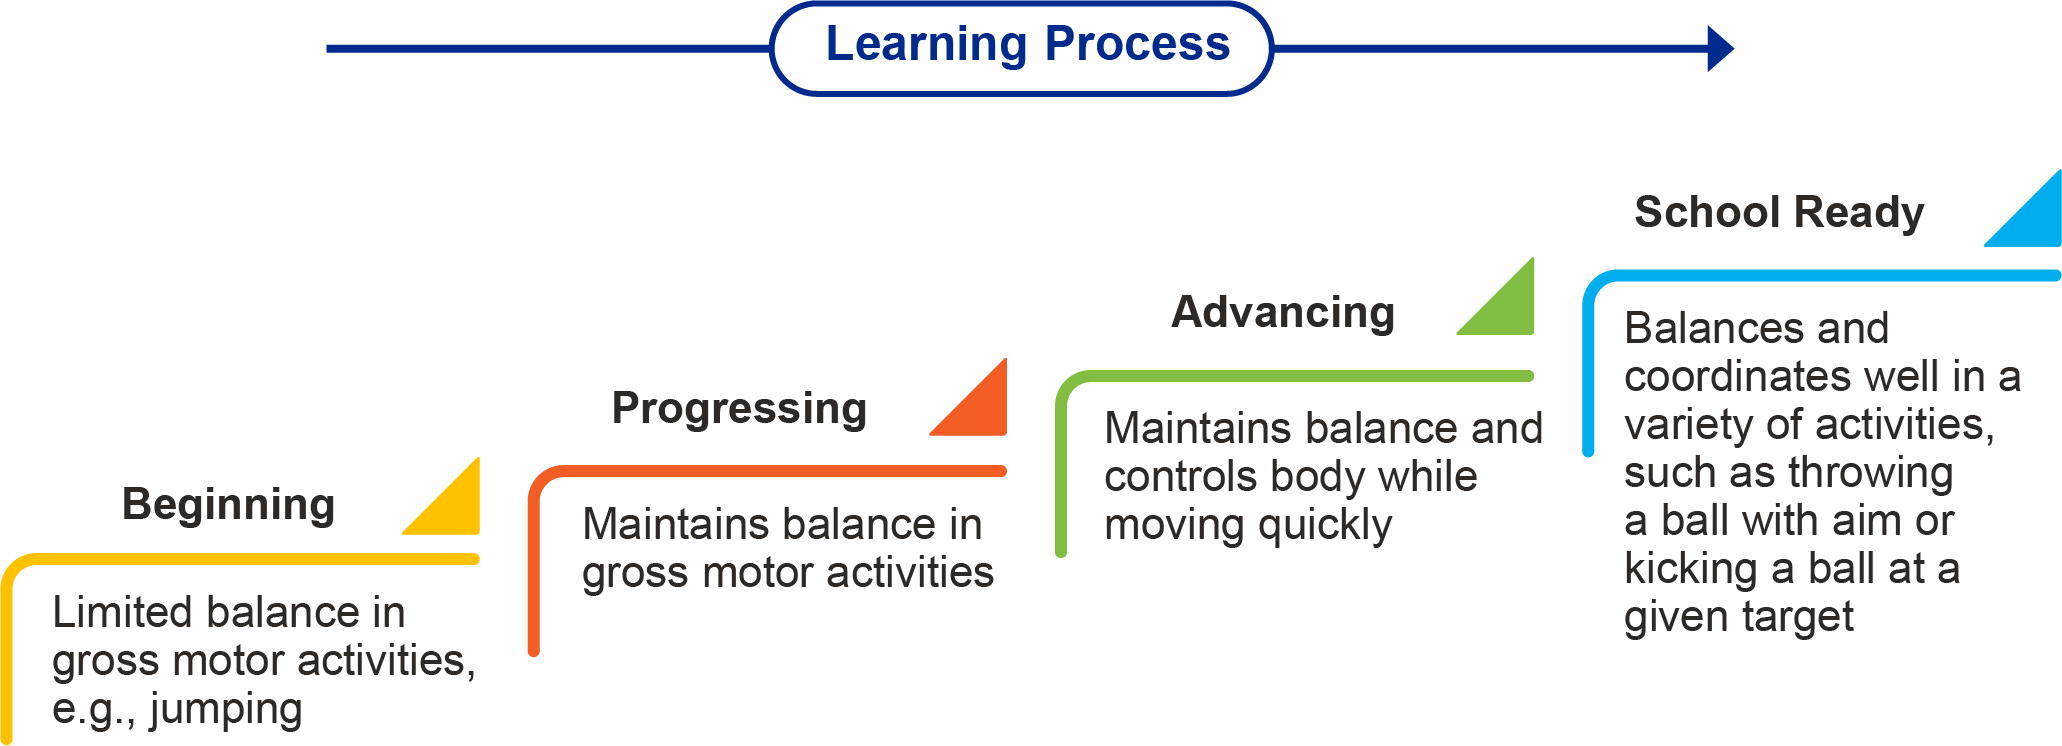 Learning Process
Beginning
Limited balance in
gross motor activities,
e.g., jumping
Progressing
Maintains balance in
gross motor activities
Advancing
Maintains balance and
controls body while
moving quickly
School Ready
Balances and
coordinates well in a
variety of activities,
such as throwing
a ball with aim or
kicking a ball at a
given target